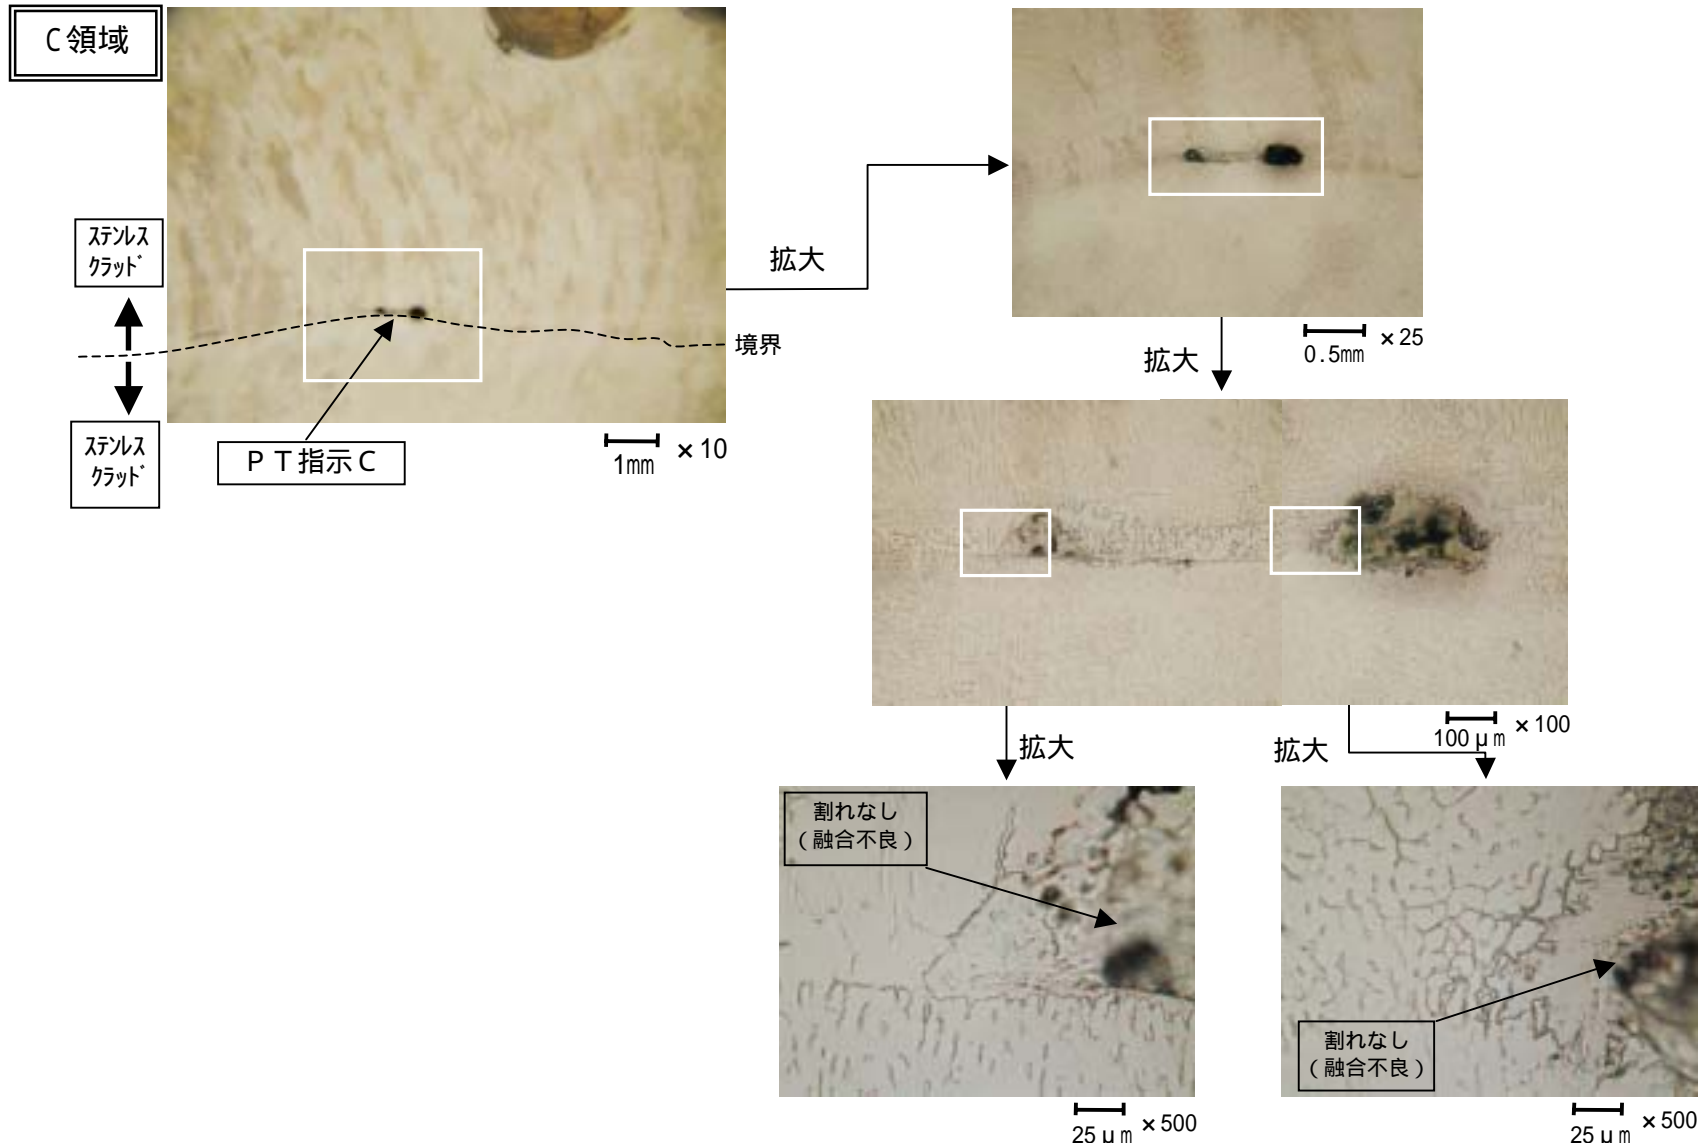 C領域
ステンレス
クラッド
境界
ステンレス
クラッド
PT指示C
1mm ×10
拡大
0.5mm ×25
拡大
100μm ×100
拡大
拡大
割れなし
(融合不良)
25μm ×500
割れなし
(融合不良)
25μm ×500